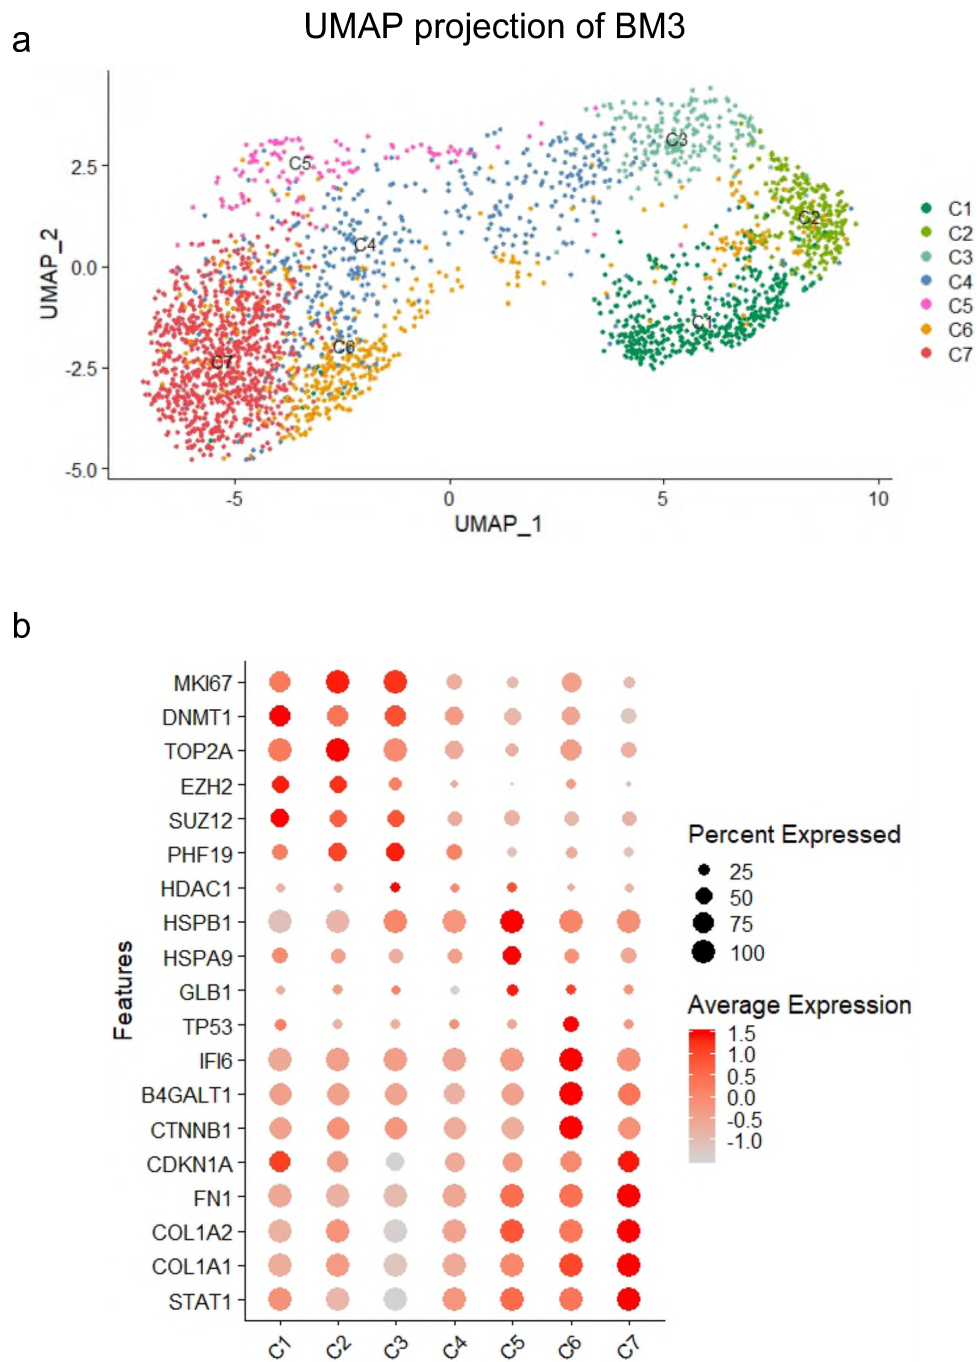 UMAP projection of BM3
a
2.5
0.0
-2.5
-5.0
UMAP_2
C5
C3
C2
C4
C1
C6
C7
-5
0
5
10
UMAP_1
C1
C2
C3
C4
C5
C6
C7
b
Features
MKI67
DNMT1
TOP2A
EZH2
SUZ12
PHF19
HDAC1
HSPB1
HSPA9
GLB1
TP53
IFI6
B4GALT1
CTNNB1
CDKN1A
FN1
COL1A2
COL1A1
STAT1
C1
C2
C3
C4
C5
C6
C7
Percent Expressed
25
50
75
100
Average Expression
1.5
1.0
0.5
0.0
-0.5
-1.0